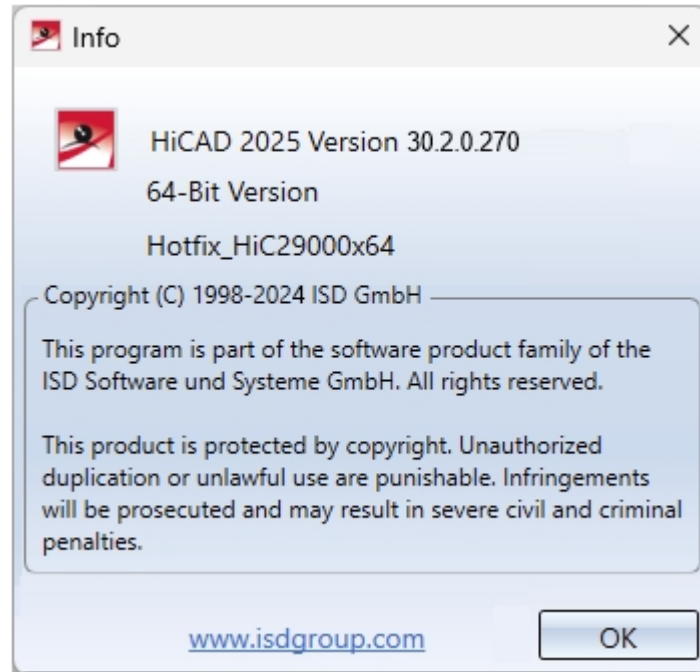 Info
HiCAD 2025 Version 30.2.0.270
64-Bit Version
Hotfix_HiC29000x64
Copyright (C) 1998-2024 ISD GmbH
This program is part of the software product family of the
ISD Software und Systeme GmbH. All rights reserved.
This product is protected by copyright. Unauthorized
duplication or unlawful use are punishable. Infringements
will be prosecuted and may result in severe civil and criminal
penalties.
www.isdgroup.com
OK